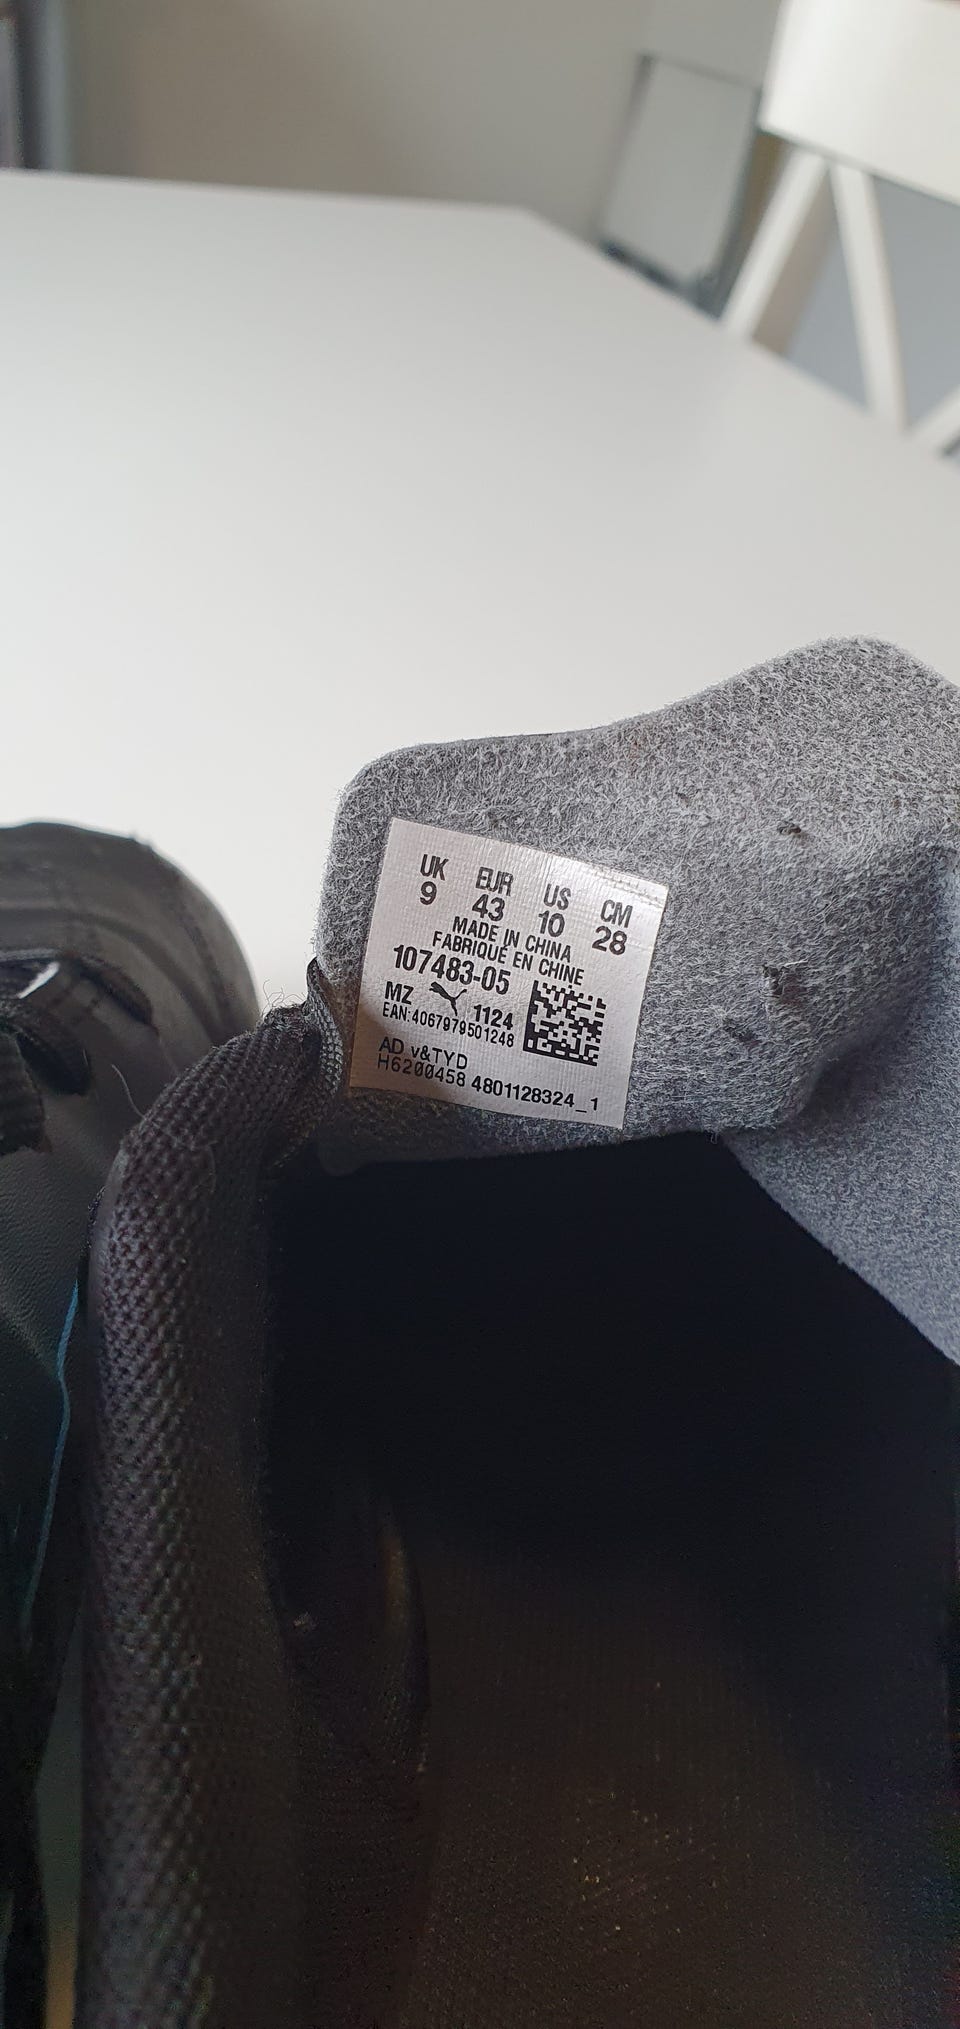 UK EUR US CM
9 43 10 28
MADE IN CHINA
FABRIQUE EN CHINE
107483-05
MZ 1124
EAN:4067979501248
AD v&TYD
H6200458 4801128324_1